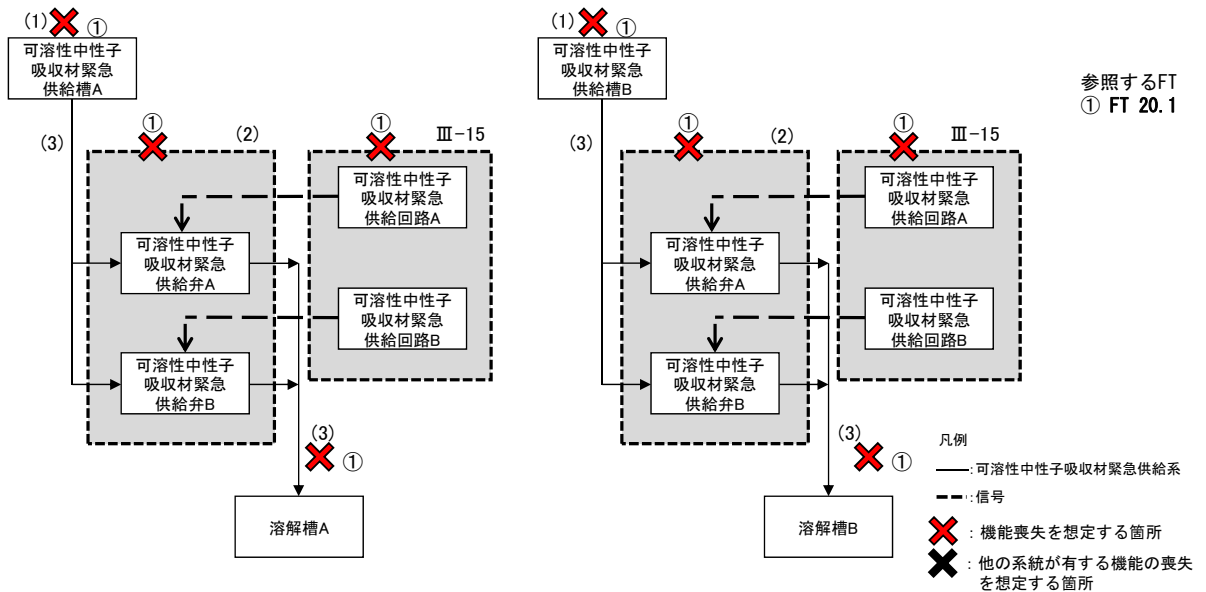 (1) ①
可溶性中性子
吸収材緊急
供給槽A
(3)
① (2)
① Ⅲ-15
可溶性中性子
吸収材緊急
供給回路A
可溶性中性子
吸収材緊急
供給弁A
可溶性中性子
吸収材緊急
供給回路B
可溶性中性子
吸収材緊急
供給弁B
(3)
①
溶解槽A
(1) ①
可溶性中性子
吸収材緊急
供給槽B
(3)
① (2)
① Ⅲ-15
可溶性中性子
吸収材緊急
供給回路A
可溶性中性子
吸収材緊急
供給弁A
可溶性中性子
吸収材緊急
供給回路B
可溶性中性子
吸収材緊急
供給弁B
(3)
①
溶解槽B
参照するFT
① FT 20.1
凡例
:可溶性中性子吸収材緊急供給系
:信号
:機能喪失を想定する箇所
:他の系統が有する機能の喪失
を想定する箇所